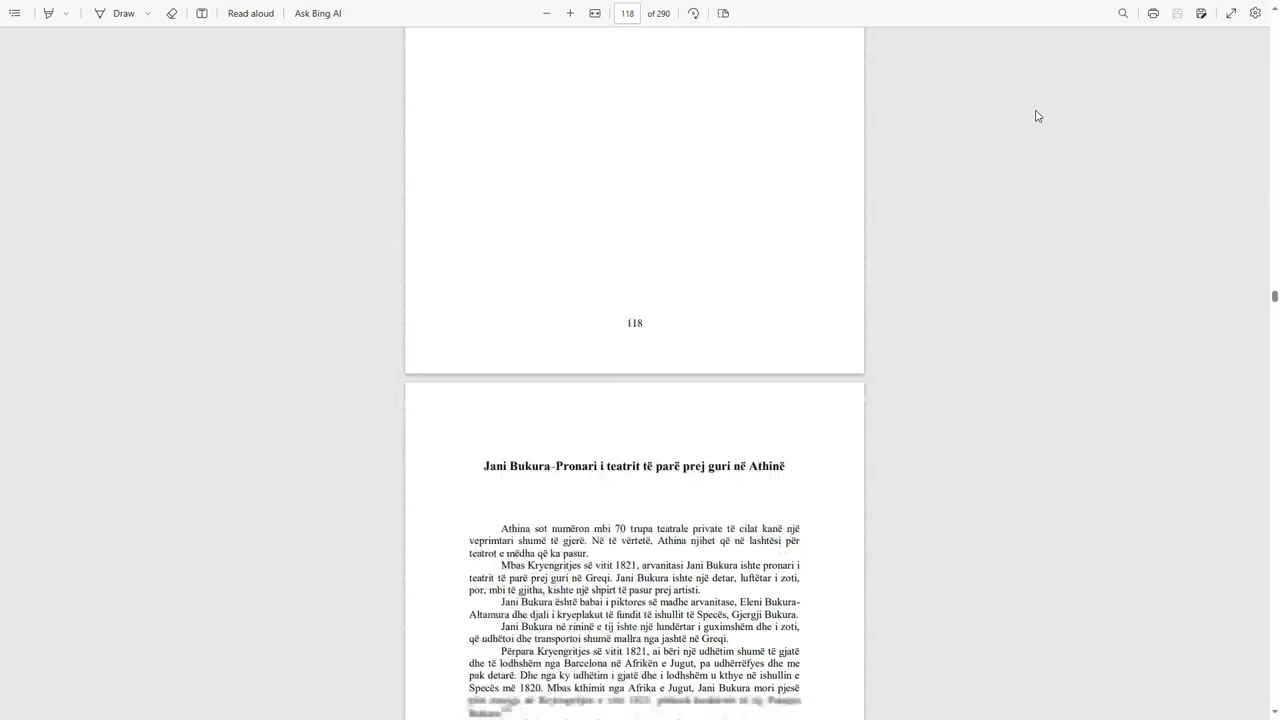 Draw
Read aloud
Ask Bing AI
118
of 290
118
Jani Bukura-Pronari i teatrit të parë prej guri në Athinë
Athina sot numëron mbi 70 trupa teatrale private të cilat kanë një
veprimtari shumë të gjerë. Në të vërtetë, Athina njihet që në lashtësi për
teatrot e mëdha që ka pasur.
Mbas Kryengritjes së vitit 1821, arvanitasi Jani Bukura ishte pronari i
teatrit të parë prej guri në Greqi. Jani Bukura ishte një detar, luftëtar i zoti,
por, mbi të gjitha, kishte një shpirt të pasur prej artisti.
Jani Bukura është babai i piktores së madhe arvanitase, Eleni Bukura-
Altamura dhe djali i kryeplakut të fundit të ishullit të Specës, Gjergji Bukura.
Jani Bukura në rininë e tij ishte një lundërtar i guximshëm dhe i zoti,
që udhëtoi dhe transportoi shumë mallra nga jashtë në Greqi.
Përpara Kryengritjes së vitit 1821, ai bëri një udhëtim shumë të gjatë
dhe të lodhshëm nga Barcelona në Afrikën e Jugut, pa udhërrëfyes dhe me
pak detarë. Dhe nga ky udhëtim i gjatë dhe i lodhshëm u kthye në ishullin e
Specës më 1820. Mbas kthimit nga Afrika e Jugut, Jani Bukura mori pjesë